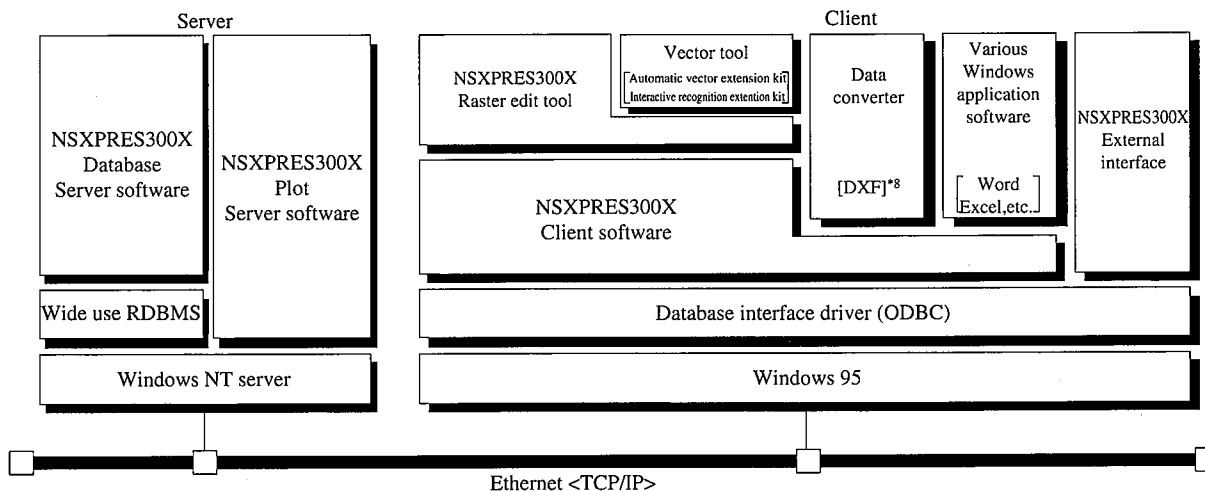 Server
NSXPRES300X
Database
Server software
NSXPRES300X
Plot
Server software
Wide use RDBMS
Windows NT server
Client
NSXPRES300X
Raster edit tool
Vector tool
[Automatic vector extension kit
Interactive recognition extention kit]
Data
converter
[DXF]*8
Various
Windows
application
software
[Word
Excel,etc..]
NSXPRES300X
External
interface
NSXPRES300X
Client software
Database interface driver (ODBC)
Windows 95
Ethernet <TCP/IP>